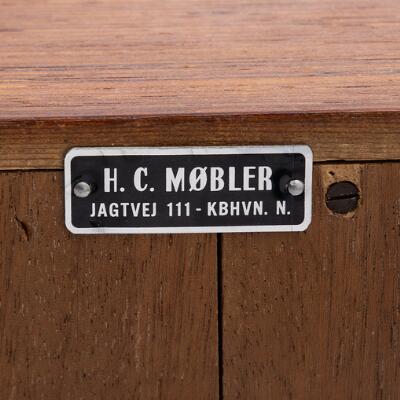 H. C. MØBLER
JAGTVEJ 111 - KBHVN. N.